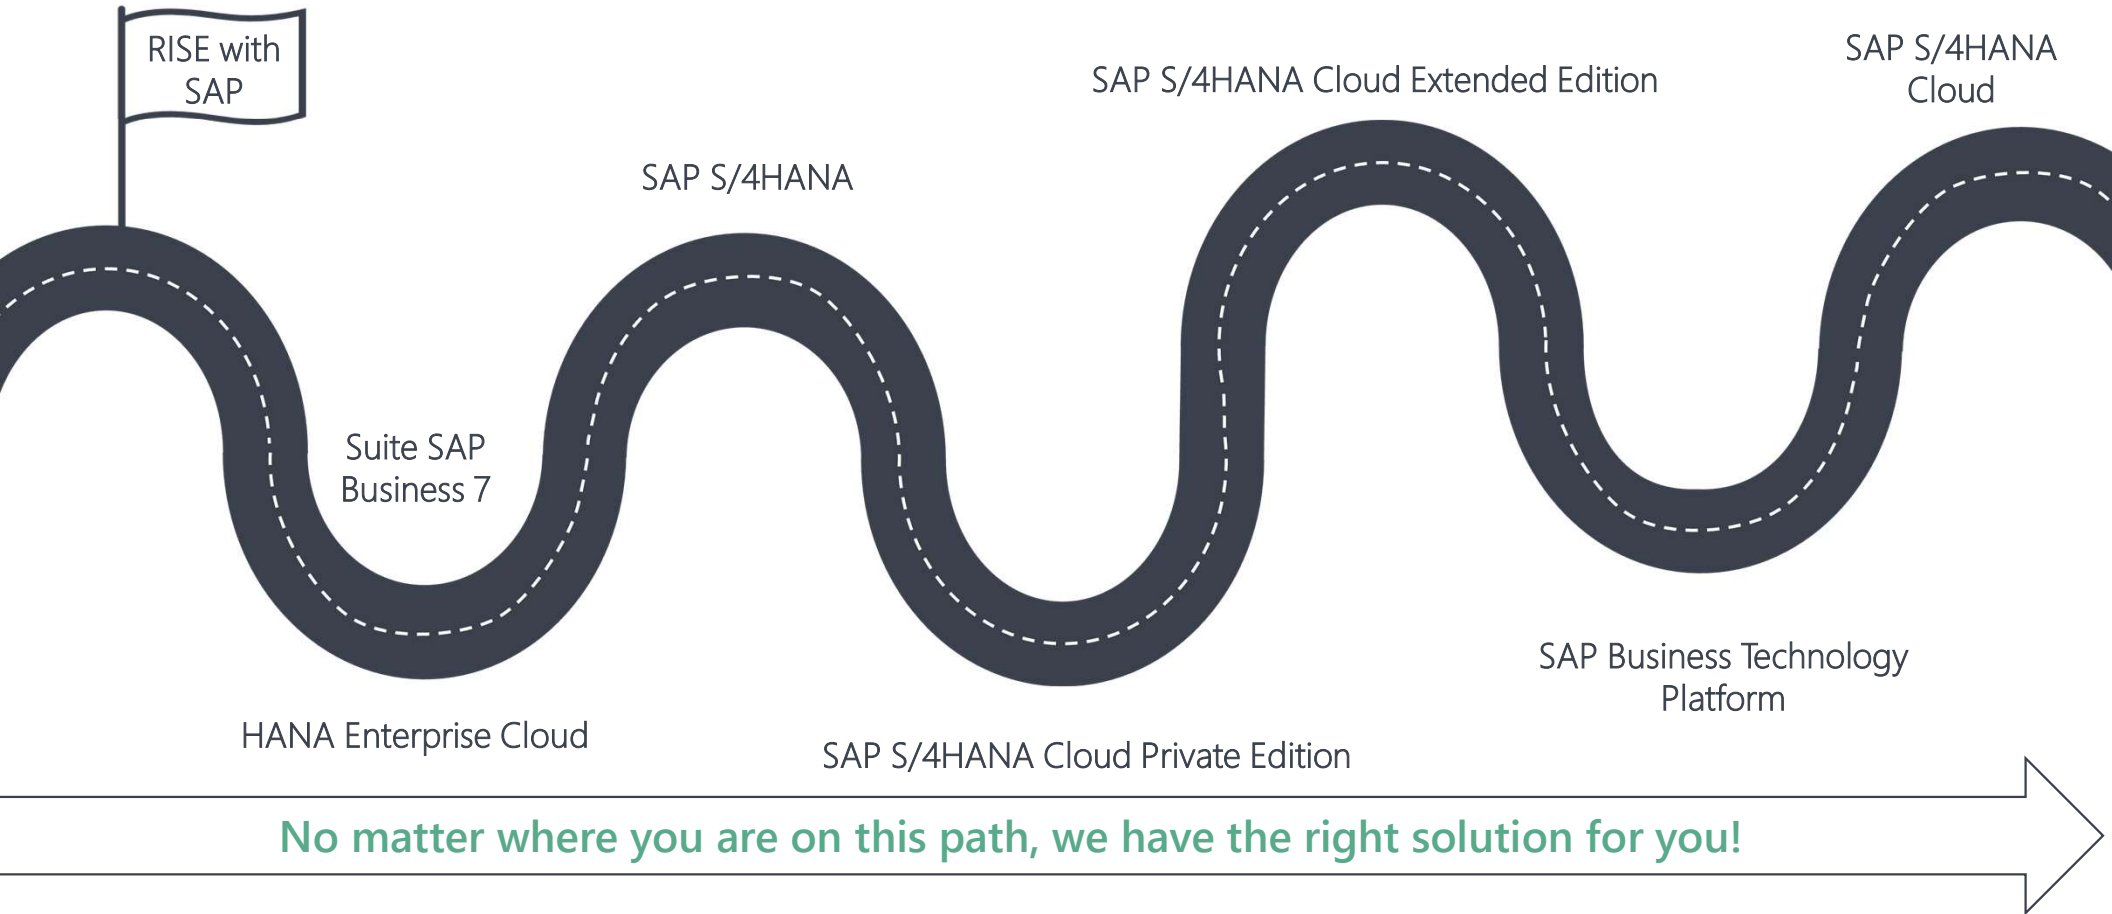 RISE with
SAP
SAP S/4HANA
SAP S/4HANA Cloud Extended Edition
SAP S/4HANA
Cloud
Suite SAP
Business 7
HANA Enterprise Cloud
SAP S/4HANA Cloud Private Edition
SAP Business Technology
Platform
No matter where you are on this path, we have the right solution for you!